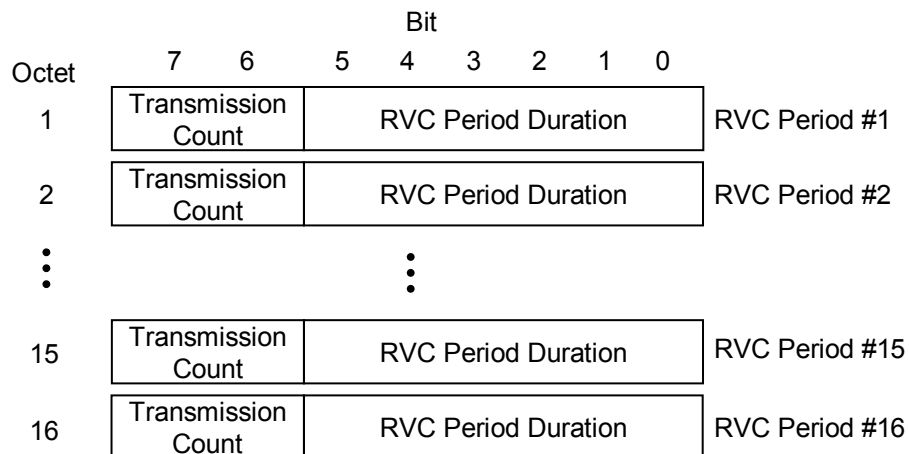 Bit
Octet 7 6 5 4 3 2 1 0
1 Transmission Count RVC Period Duration RVC Period #1
2 Transmission Count RVC Period Duration RVC Period #2
15 Transmission Count RVC Period Duration RVC Period #15
16 Transmission Count RVC Period Duration RVC Period #16